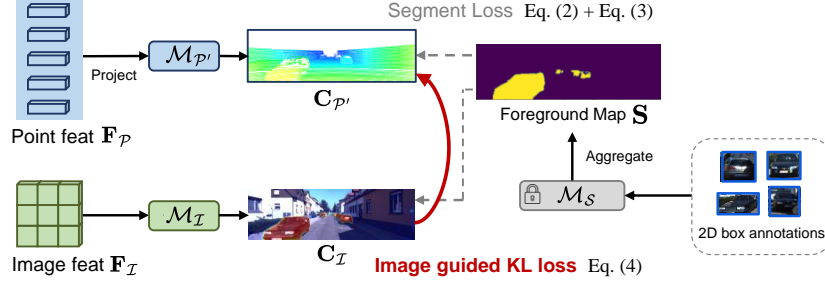 Segment Loss Eq. (2) + Eq. (3)
𝓜_𝒫′
Project
𝐂_𝒫′
Point feat 𝐅_𝒫
Foreground Map 𝐒
Aggregate
𝓜_𝓘
𝓜_𝒮
𝐂_𝓘
2D box annotations
Image feat 𝐅_𝓘
Image guided KL loss Eq. (4)